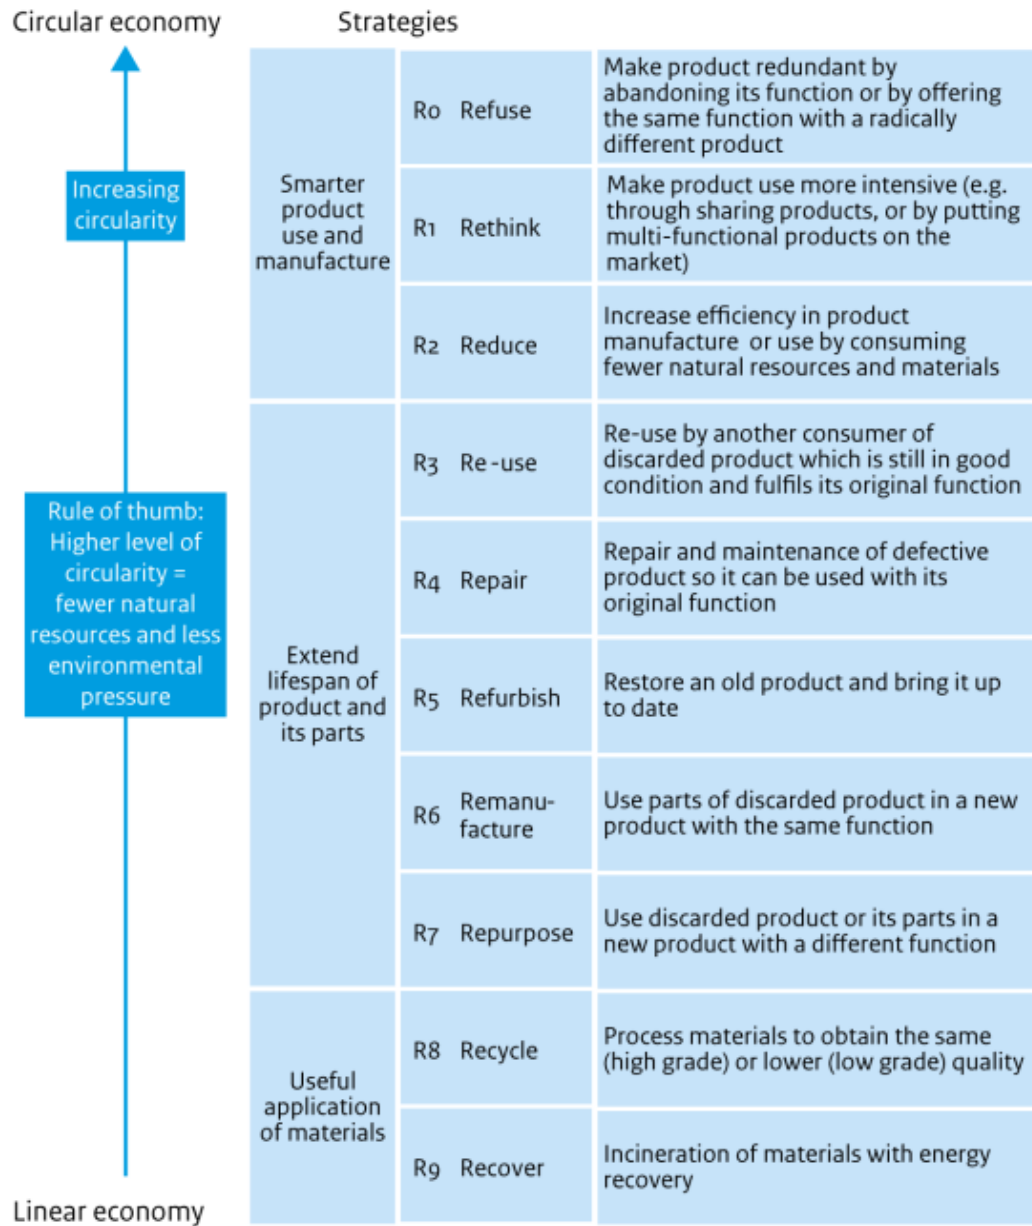 Circular economy
Strategies
Increasing
circularity
Rule of thumb:
Higher level of
circularity =
fewer natural
resources and less
environmental
pressure
Linear economy
Smarter
product
use and
manufacture
R0 Refuse
Make product redundant by
abandoning its function or by offering
the same function with a radically
different product
R1 Rethink
Make product use more intensive (e.g.
through sharing products, or by putting
multi-functional products on the
market)
R2 Reduce
Increase efficiency in product
manufacture or use by consuming
fewer natural resources and materials
Extend
lifespan of
product and
its parts
R3 Re-use
Re-use by another consumer of
discarded product which is still in good
condition and fulfils its original function
R4 Repair
Repair and maintenance of defective
product so it can be used with its
original function
R5 Refurbish
Restore an old product and bring it up
to date
R6 Remanu-
facture
Use parts of discarded product in a new
product with the same function
R7 Repurpose
Use discarded product or its parts in a
new product with a different function
Useful
application
of materials
R8 Recycle
Process materials to obtain the same
(high grade) or lower (low grade) quality
R9 Recover
Incineration of materials with energy
recovery